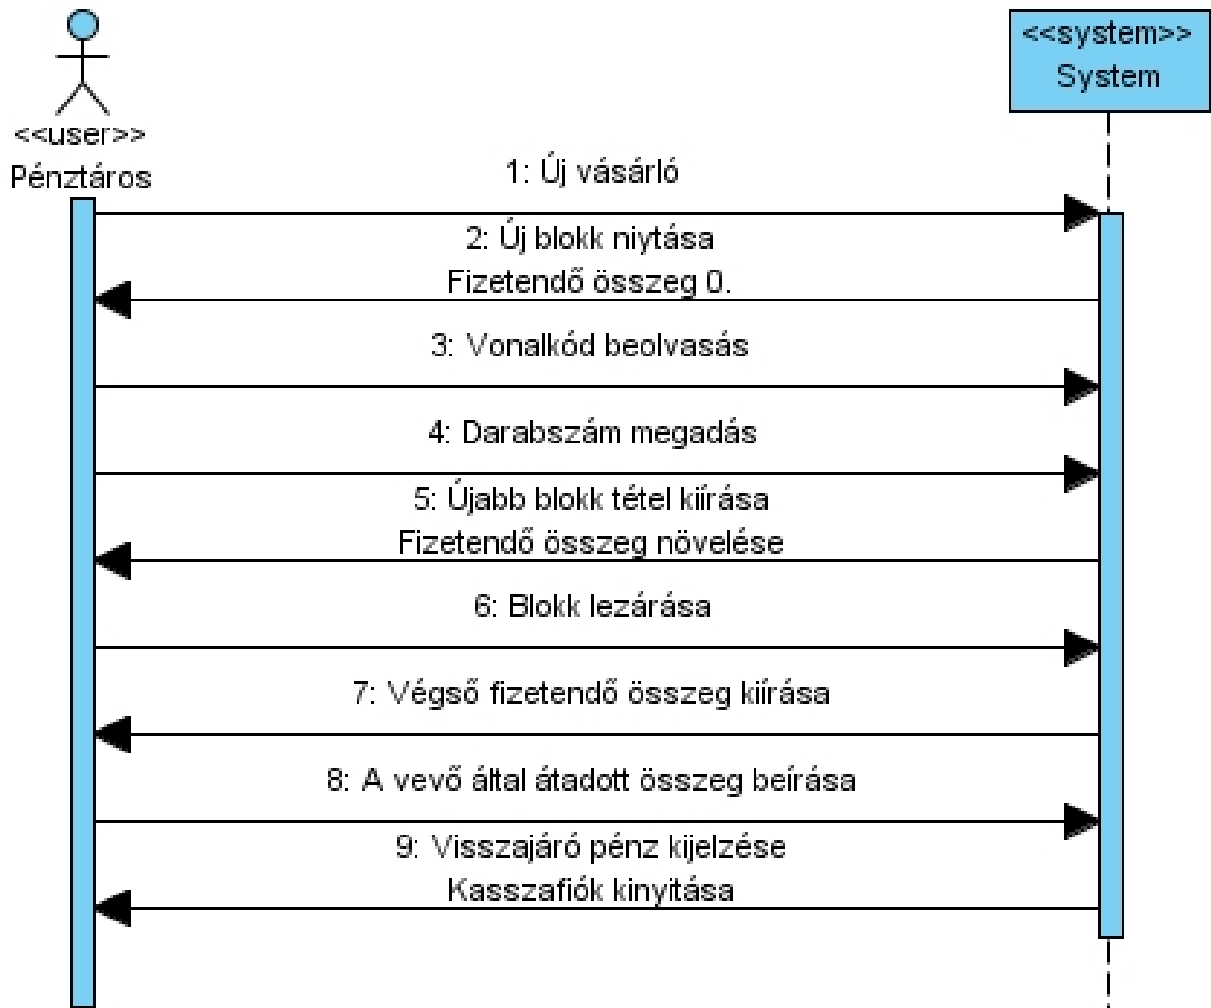 <<user>>
Pénztáros
<<system>>
System
1: Új vásárló
2: Új blokk niytása
Fizetendő összeg 0.
3: Vonalkód beolvasás
4: Darabszám megadás
5: Újabb blokk tétel kiírása
Fizetendő összeg növelése
6: Blokk lezárása
7: Végső fizetendő összeg kiírása
8: A vevő által átadott összeg beírása
9: Visszajáró pénz kijelzése
Kasszafiók kinyitása